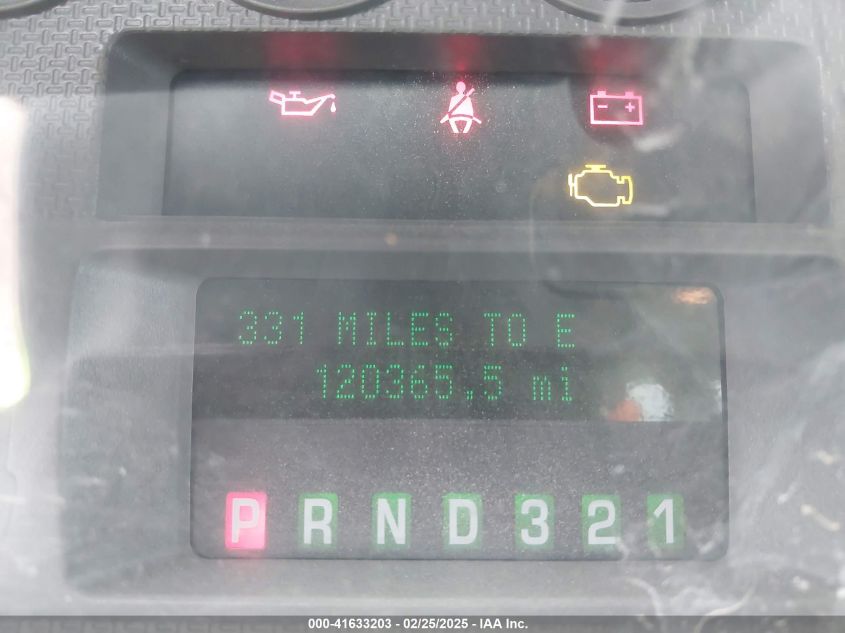 331 MILES TO E
120365.5 mi
P R N D 3 2 1
000-41633203 - 02/25/2025 - IAA Inc.